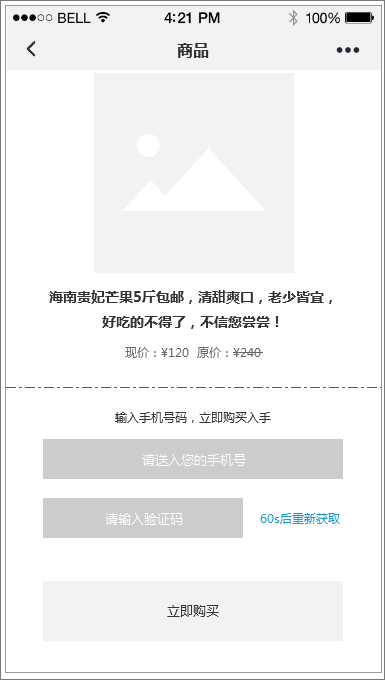 BELL 4:21 PM 100%
商品
海南贵妃芒果5斤包邮，清甜爽口，老少皆宜，
好吃的不得了，不信您尝尝！
现价：¥120 原价：¥240
输入手机号码，立即购买入手
请送入您的手机号
请输入验证码 60s后重新获取
立即购买